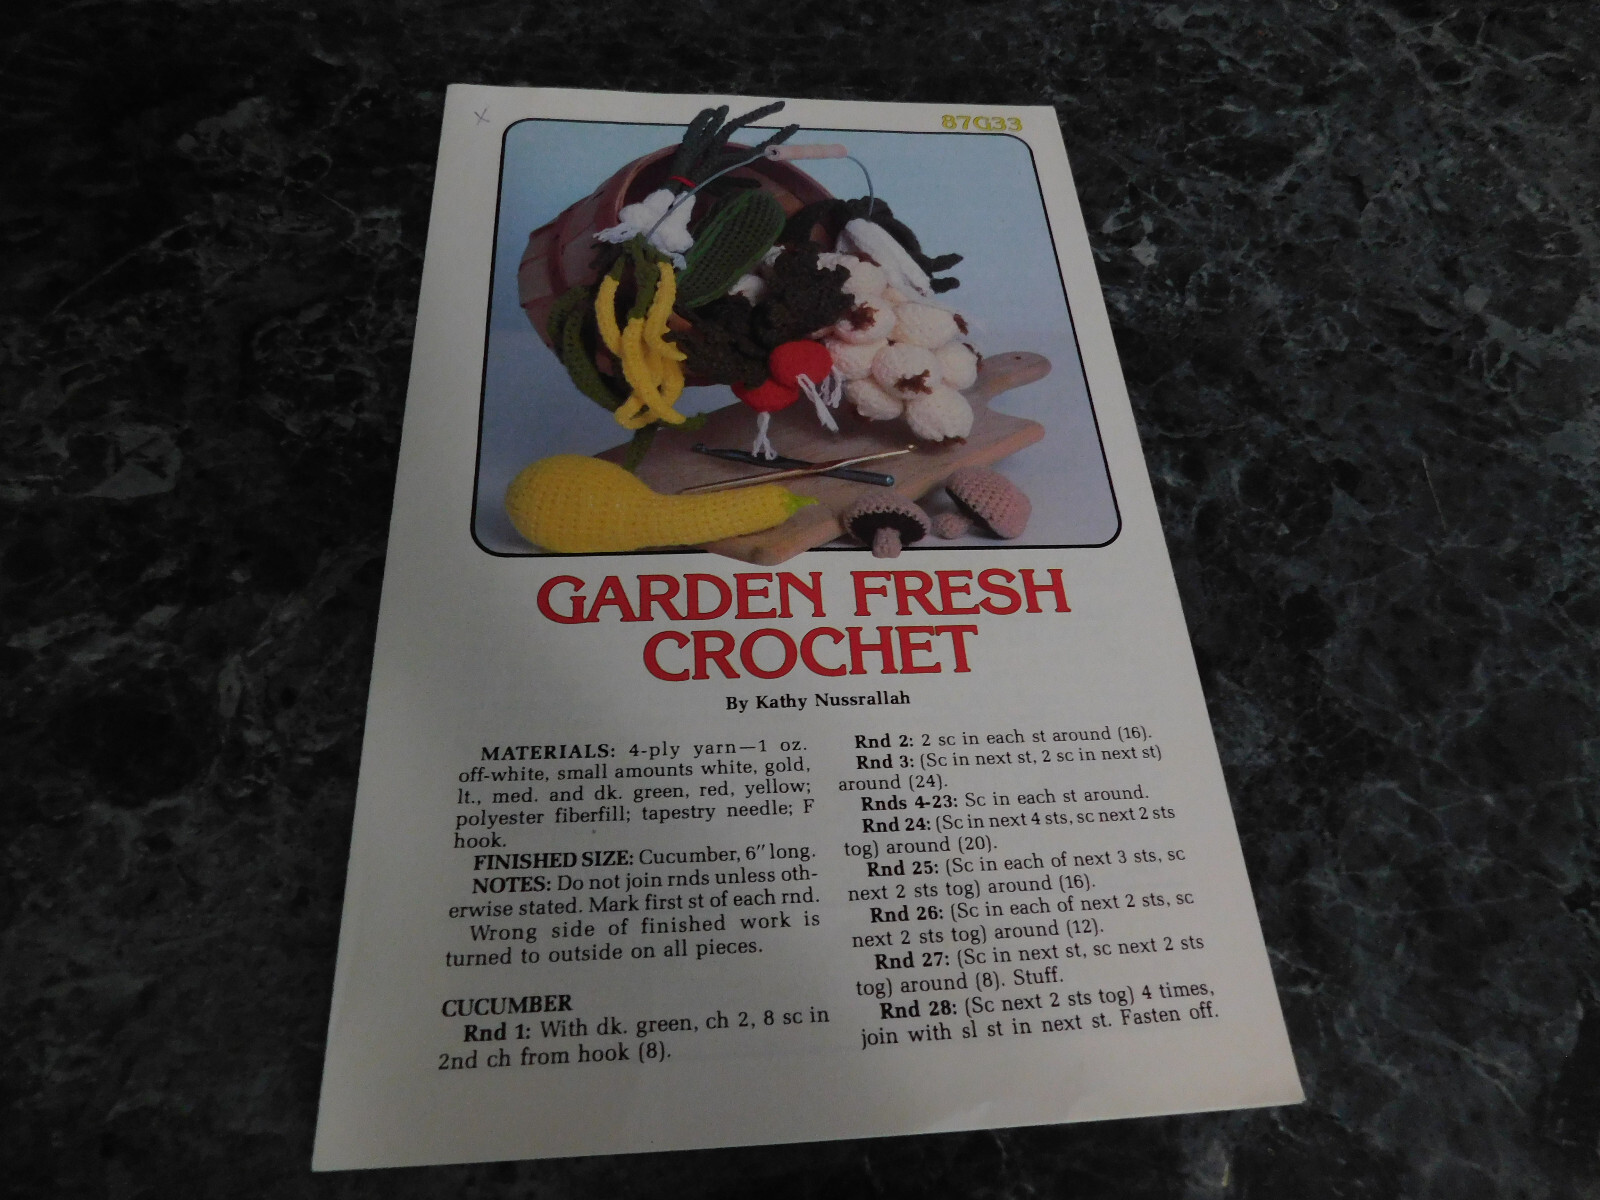 x
87G33
GARDEN FRESH
CROCHET
By Kathy Nussrallah
MATERIALS: 4-ply yarn—1 oz.
off-white, small amounts white, gold,
lt., med. and dk. green, red, yellow;
polyester fiberfill; tapestry needle; F
hook.
FINISHED SIZE: Cucumber, 6″ long.
NOTES: Do not join rnds unless oth-
erwise stated. Mark first st of each rnd.
Wrong side of finished work is
turned to outside on all pieces.
CUCUMBER
Rnd 1: With dk. green, ch 2, 8 sc in
2nd ch from hook (8).
Rnd 2: 2 sc in each st around (16).
Rnd 3: (Sc in next st, 2 sc in next st)
around (24).
Rnds 4-23: Sc in each st around.
Rnd 24: (Sc in next 4 sts, sc next 2 sts
tog) around (20).
Rnd 25: (Sc in each of next 3 sts, sc
next 2 sts tog) around (16).
Rnd 26: (Sc in each of next 2 sts, sc
next 2 sts tog) around (12).
Rnd 27: (Sc in next st, sc next 2 sts
tog) around (8). Stuff.
Rnd 28: (Sc next 2 sts tog) 4 times,
join with sl st in next st. Fasten off.